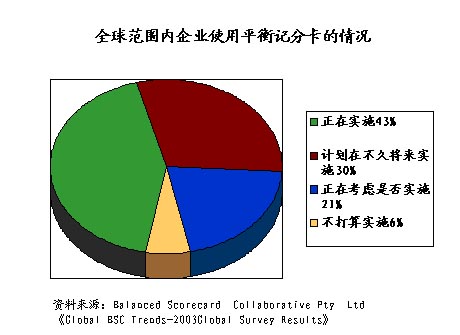 全球范围内企业使用平衡记分卡的情况
正在实施43%
计划在不久将来实
施30%
正在考虑是否实施
21%
不打算实施6%
资料来源：Balanced Scorecard Collaborative Pty Ltd
《Global BSC Trends-2003Global Survey Results》